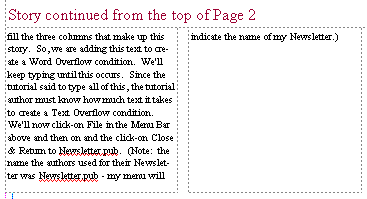 Story continued from the top of Page 2
fill the three columns that make up this
story. So, we are adding this text to cre-
ate a Word Overflow condition. We'll
keep typing until this occurs. Since the
tutorial said to type all of this, the tutorial
author must know how much text it takes
to create a Text Overflow condition.
We'll now click-on File in the Menu Bar
above and then on and the click-on Close
& Return to Newsletter.pub. (Note: the
name the authors used for their Newslet-
ter was Newsletter.pub - my menu will
indicate the name of my Newsletter.)